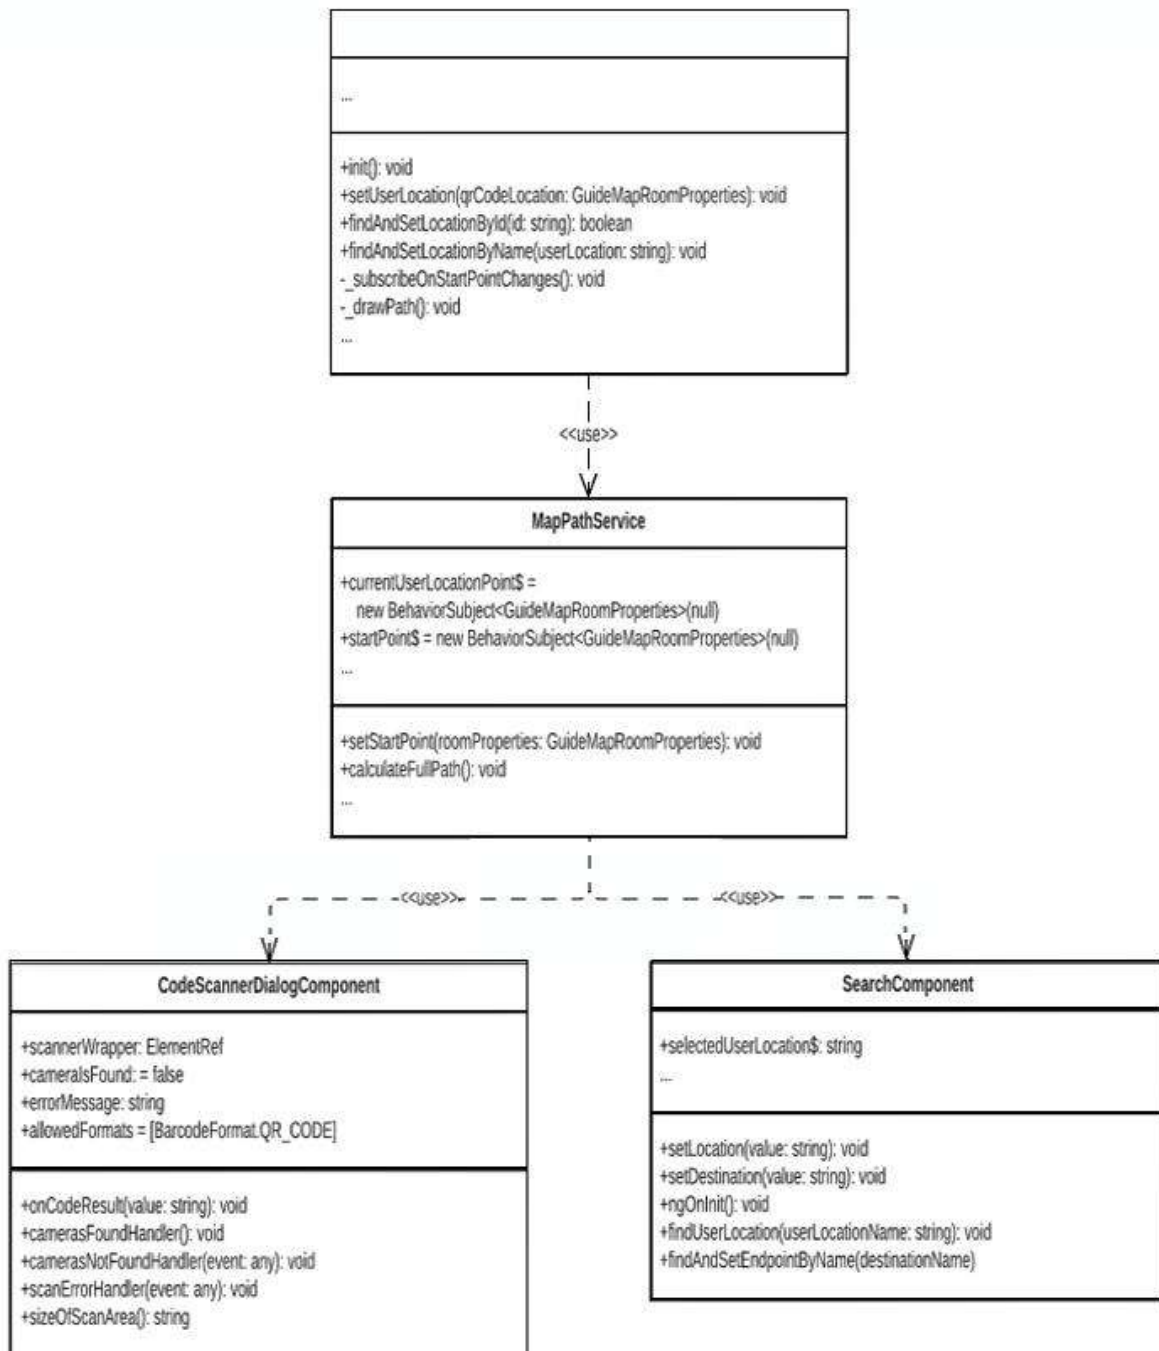 ...
+init(): void
+setUserLocation(qrCodeLocation: GuideMapRoomProperties): void
+findAndSetLocationById(id: string): boolean
+findAndSetLocationByName(userLocation: string): void
-_subscribeOnStartPointChanges(): void
-_drawPath(): void
...
<<use>>
MapPathService
+currentUserLocationPoint$ =
new BehaviorSubject<GuideMapRoomProperties>(null)
+startPoint$ = new BehaviorSubject<GuideMapRoomProperties>(null)
...
+setStartPoint(roomProperties: GuideMapRoomProperties): void
+calculateFullPath(): void
...
<<use>>
<<use>>
CodeScannerDialogComponent
+scannerWrapper: ElementRef
+cameraIsFound: = false
+errorMessage: string
+allowedFormats = [BarcodeFormat.QR_CODE]
+onCodeResult(value: string): void
+camerasFoundHandler(): void
+camerasNotFoundHandler(event: any): void
+scanErrorHandler(event: any): void
+sizeOfScanArea(): string
SearchComponent
+selectedUserLocation$: string
...
+setLocation(value: string): void
+setDestination(value: string): void
+ngOnInit(): void
+findUserLocation(userLocationName: string): void
+findAndSetEndpointByName(destinationName)